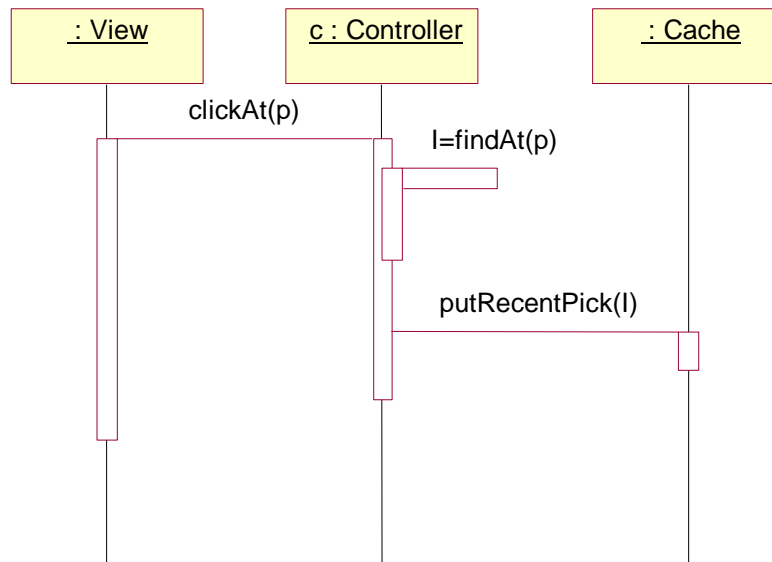 : View
c : Controller
: Cache
clickAt(p)
l=findAt(p)
putRecentPick(l)